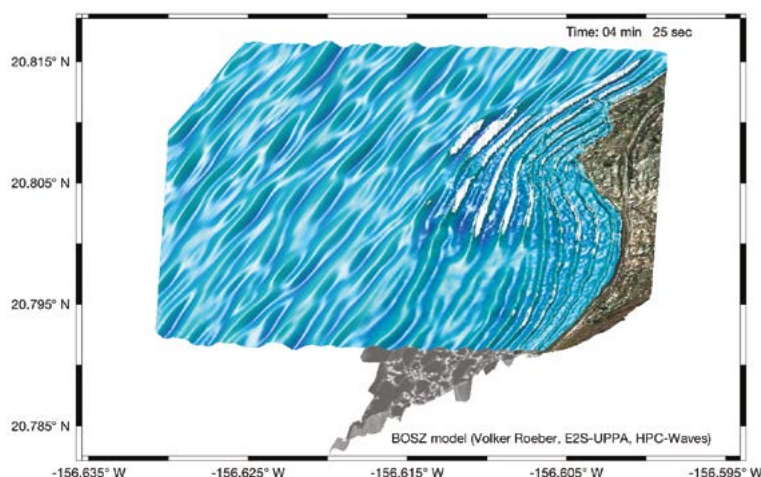 Time: 04 min 25 sec
20.815° N
20.805° N
20.795° N
20.785° N
BOSZ model (Volker Roeber, E2S-UPPA, HPC-Waves)
-156.635° W -156.625° W -156.615° W -156.605° W -156.595° W